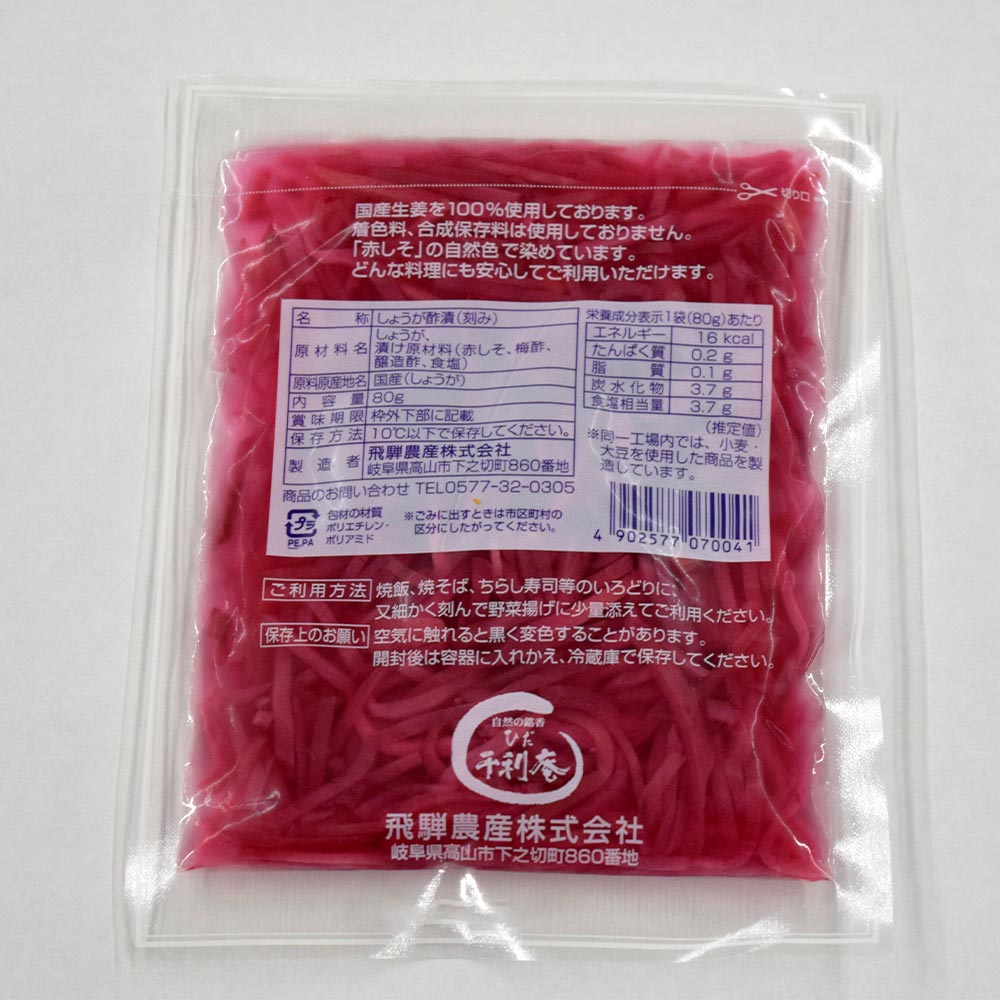 切り口
国産生姜を100%使用しております。
着色料、合成保存料は使用しておりません。
「赤しそ」の自然色で染めています。
どんな料理にも安心してご利用いただけます。
名称 しょうが酢漬(刻み)
原材料名 しょうが、
漬け原材料(赤しそ、梅酢、
醸造酢、食塩)
原料原産地名 国産(しょうが)
内容量 80g
賞味期限 枠外下部に記載
保存方法 10℃以下で保存してください。
製造者 飛騨農産株式会社
岐阜県高山市下之切町860番地
商品のお問い合わせ TEL0577-32-0305
栄養成分表示1袋(80g)あたり
エネルギー 16 kcal
たんぱく質 0.2 g
脂質 0.1 g
炭水化物 3.7 g
食塩相当量 3.7 g
(推定値)
※同一工場内では、小麦・
大豆を使用した商品を製
造しています。
プラ
PE,PA
包材の材質
ポリエチレン・
ポリアミド
※ごみに出すときは市区町村の
区分にしたがってください。
4 902577 070041
ご利用方法 焼飯、焼そば、ちらし寿司等のいろどりに、
又細かく刻んで野菜揚げに少量添えてご利用ください。
保存上のお願い 空気に触れると黒く変色することがあります。
開封後は容器に入れかえ、冷蔵庫で保存してください。
自然の銘香
ひだ
千利庵
飛騨農産株式会社
岐阜県高山市下之切町860番地